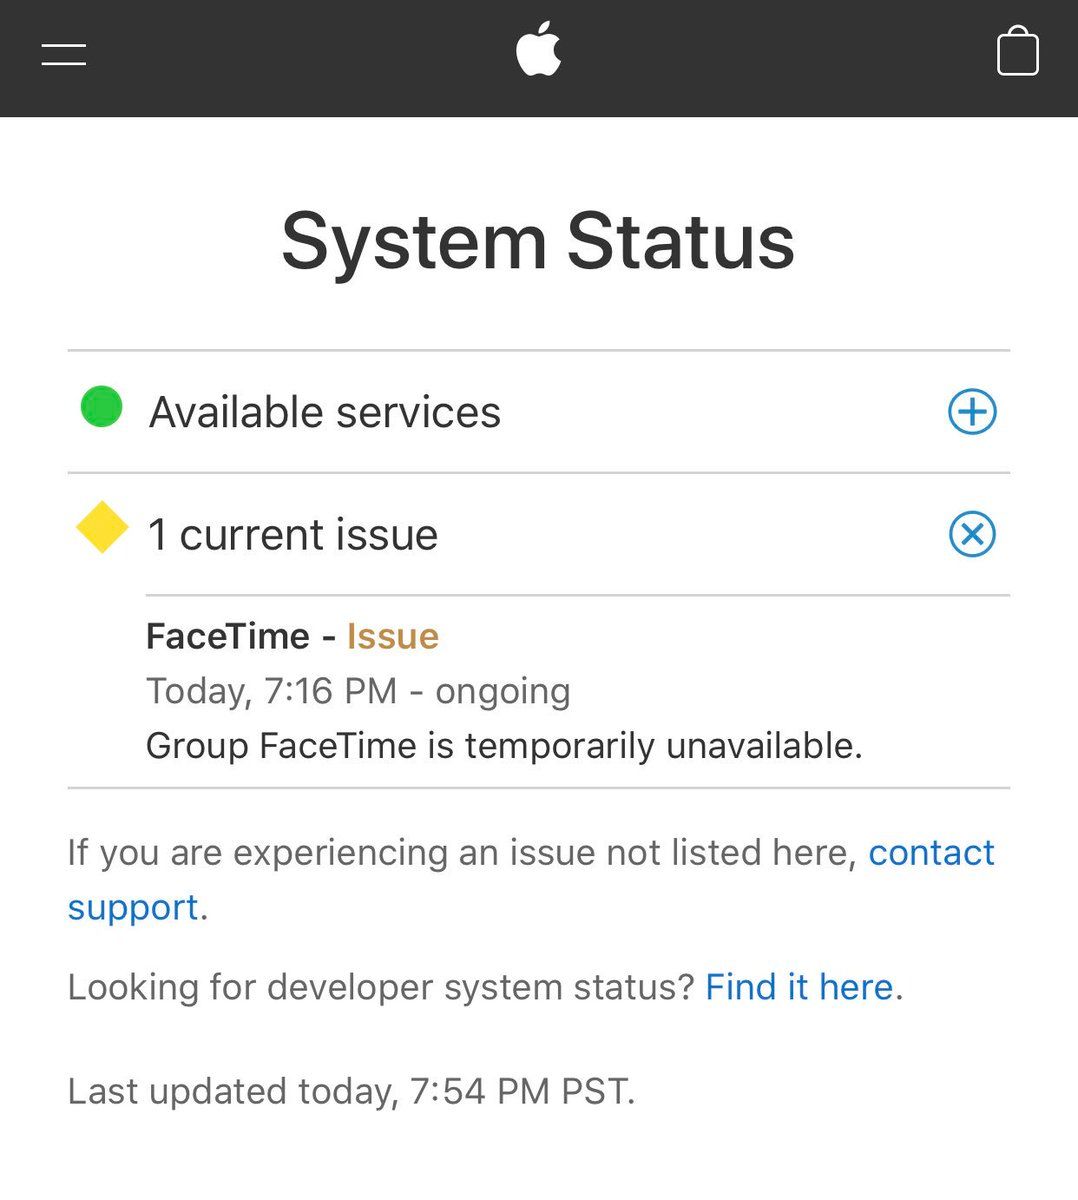 System Status
Available services
1 current issue
FaceTime - Issue
Today, 7:16 PM - ongoing
Group FaceTime is temporarily unavailable.
If you are experiencing an issue not listed here, contact
support.
Looking for developer system status? Find it here.
Last updated today, 7:54 PM PST.